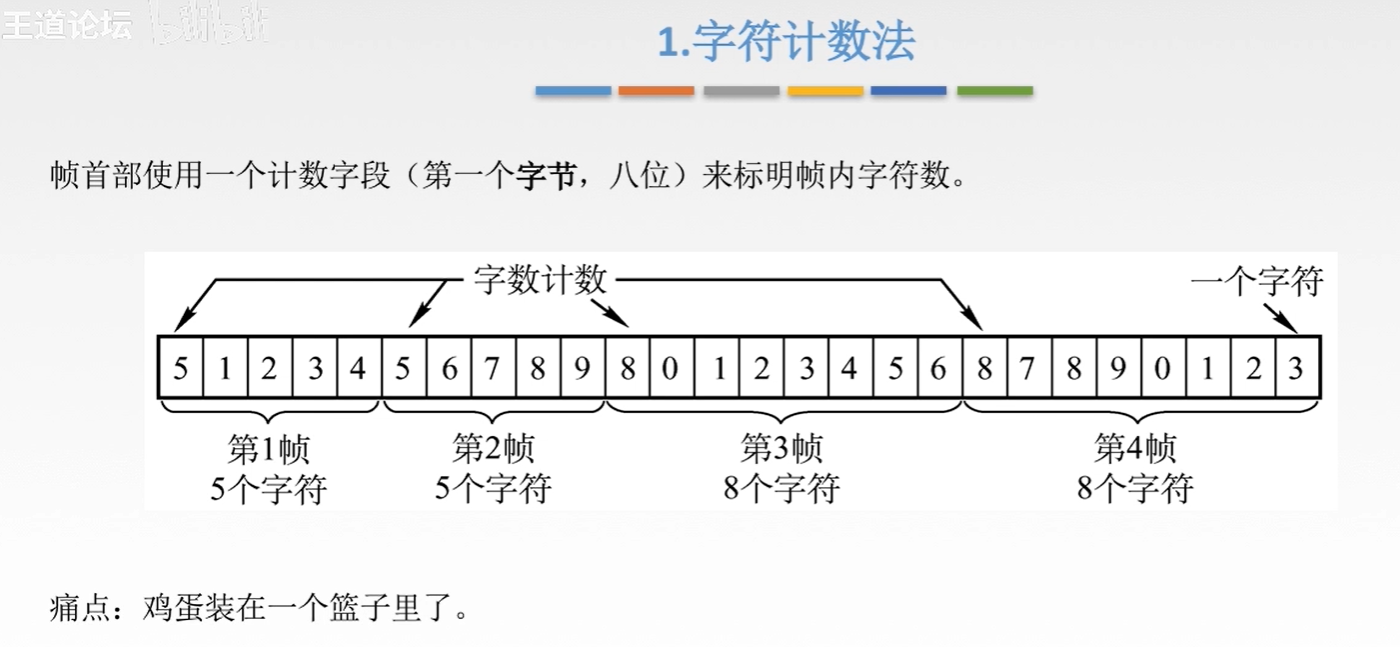 王道论坛 bilibili
1.字符计数法
帧首部使用一个计数字段（第一个字节，八位）来标明帧内字符数。
字数计数
一个字符
5 1 2 3 4 5 6 7 8 9 8 0 1 2 3 4 5 6 8 7 8 9 0 1 2 3
第1帧 第2帧 第3帧 第4帧
5个字符 5个字符 8个字符 8个字符
痛点：鸡蛋装在一个篮子里了。